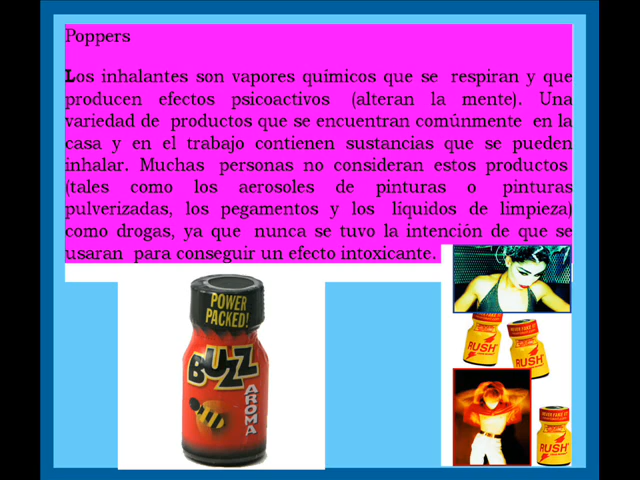 Poppers
Los inhalantes son vapores químicos que se respiran y que
producen efectos psicoactivos (alteran la mente). Una
variedad de productos que se encuentran comúnmente en la
casa y en el trabajo contienen sustancias que se pueden
inhalar. Muchas personas no consideran estos productos
(tales como los aerosoles de pinturas o pinturas
pulverizadas, los pegamentos y los líquidos de limpieza)
como drogas, ya que nunca se tuvo la intención de que se
usaran para conseguir un efecto intoxicante.
POWER
PACKED!
BUZZ
AROMA
RUSH
RUSH
RUSH